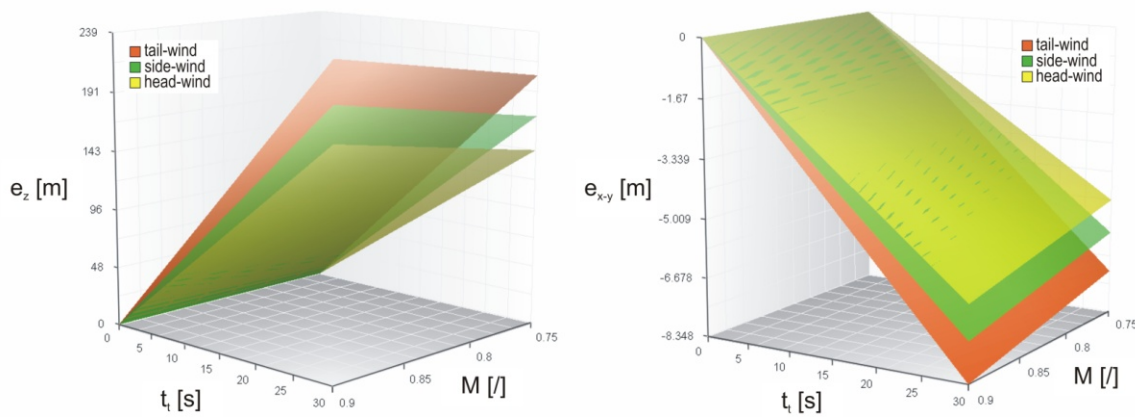 239
191
143
96
48
0
tail-wind
side-wind
head-wind
e_z [m]
0
5
10
15
20
25
30
0.9
0.85
0.8
0.75
t_t [s]
M [/]
0
-1.67
-3.339
-5.009
-6.678
-8.348
tail-wind
side-wind
head-wind
e_x-y [m]
0
5
10
15
20
25
30
0.9
0.85
0.8
0.75
t_t [s]
M [/]